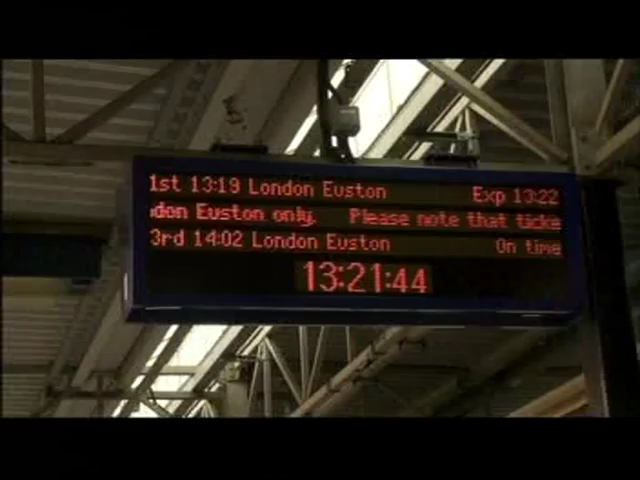 1st 13:19 London Euston Exp 13:22
don Euston only. Please note that ticke
3rd 14:02 London Euston On time
13:21:44